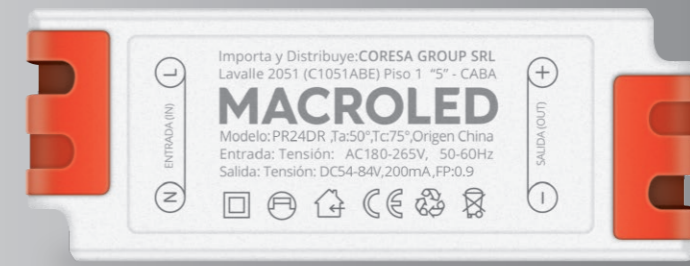 Importa y Distribuye:CORESA GROUP SRL
Lavalle 2051 (C1051ABE) Piso 1 "5" - CABA
MACROLED
Modelo: PR24DR ,Ta:50°,Tc:75°,Origen China
Entrada: Tensión: AC180-265V, 50-60Hz
Salida: Tensión: DC54-84V,200mA ,FP:0.9
L
ENTRADA (IN)
N
+
SALIDA (OUT)
-
CE